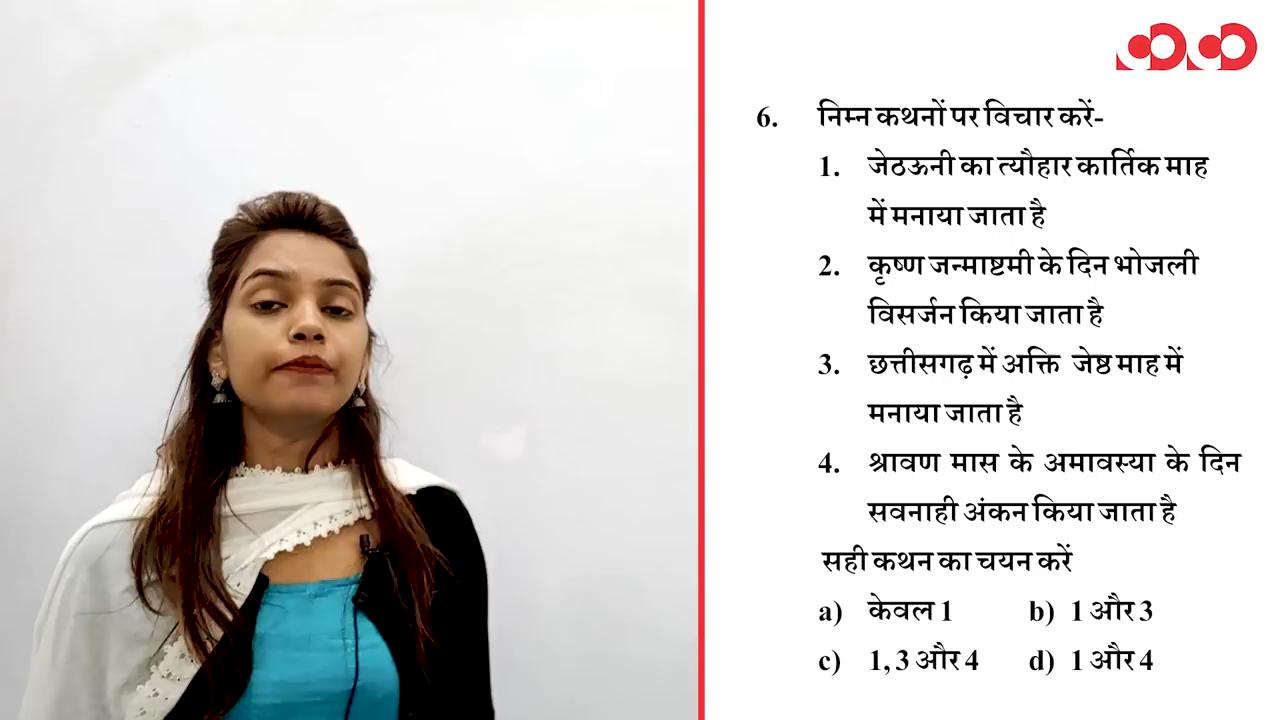 6. निम्न कथनों पर विचार करें-
1. जेठऊनी का त्यौहार कार्तिक माह
में मनाया जाता है
2. कृष्ण जन्माष्टमी के दिन भोजली
विसर्जन किया जाता है
3. छत्तीसगढ़ में अक्ति जेष्ठ माह में
मनाया जाता है
4. श्रावण मास के अमावस्या के दिन
सवनाही अंकन किया जाता है
सही कथन का चयन करें
a) केवल 1 b) 1 और 3
c) 1, 3 और 4 d) 1 और 4